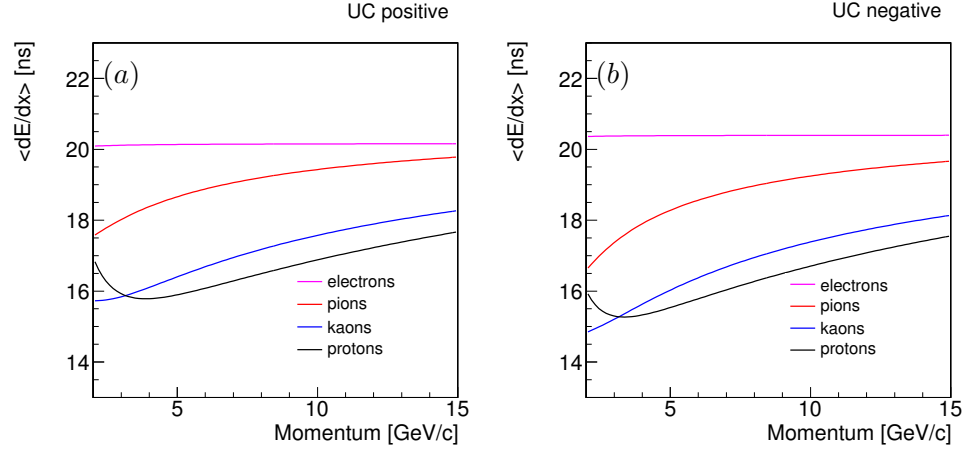 UC positive
<dE/dx> [ns]
(a)
22
20
18
16
14
electrons
pions
kaons
protons
5
10
15
Momentum [GeV/c]
UC negative
<dE/dx> [ns]
(b)
22
20
18
16
14
electrons
pions
kaons
protons
5
10
15
Momentum [GeV/c]